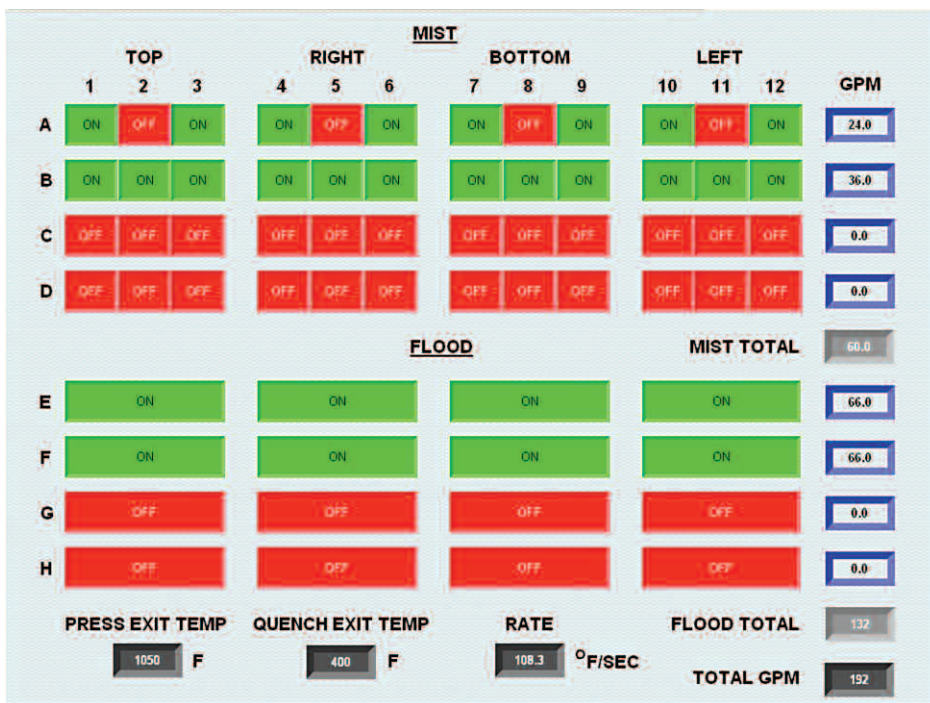 MIST
TOP RIGHT BOTTOM LEFT
1 2 3 4 5 6 7 8 9 10 11 12 GPM
A ON OFF ON ON OFF ON ON OFF ON ON OFF ON 24.0
B ON ON ON ON ON ON ON ON ON ON ON ON 36.0
C OFF OFF OFF OFF OFF OFF OFF OFF OFF OFF OFF OFF 0.0
D OFF OFF OFF OFF OFF OFF OFF OFF OFF OFF OFF OFF 0.0
FLOOD MIST TOTAL 60.0
E ON ON ON ON 66.0
F ON ON ON ON 66.0
G OFF OFF OFF OFF 0.0
H OFF OFF OFF OFF 0.0
PRESS EXIT TEMP QUENCH EXIT TEMP RATE FLOOD TOTAL 132
1050 F 400 F 108.3 °F/SEC
TOTAL GPM 192